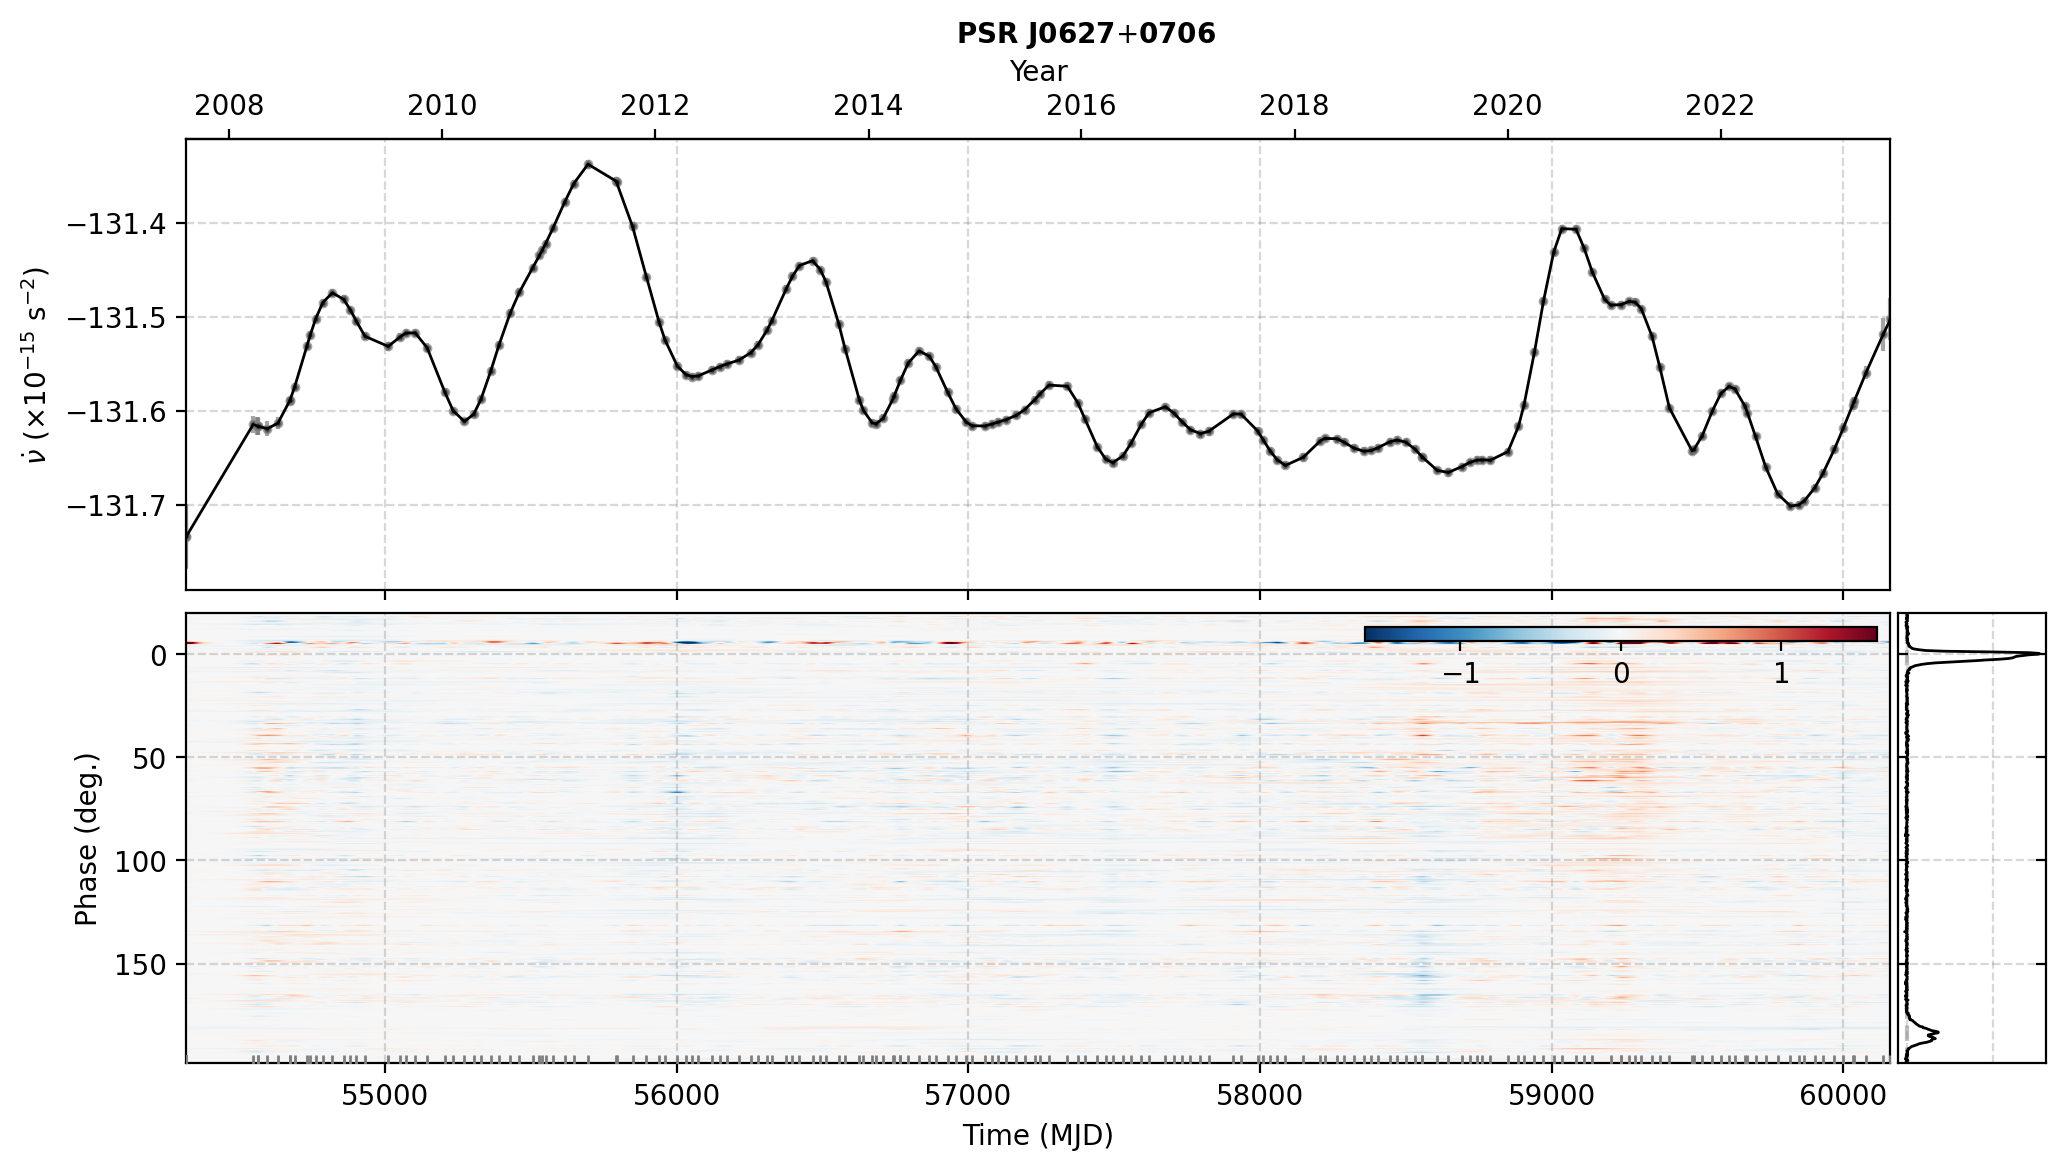 PSR J0627+0706
Year
2008 2010 2012 2014 2016 2018 2020 2022
−131.4
−131.5
−131.6
−131.7
ν̇ (×10⁻¹⁵ s⁻²)
−1 0 1
0
50
100
150
Phase (deg.)
55000 56000 57000 58000 59000 60000
Time (MJD)